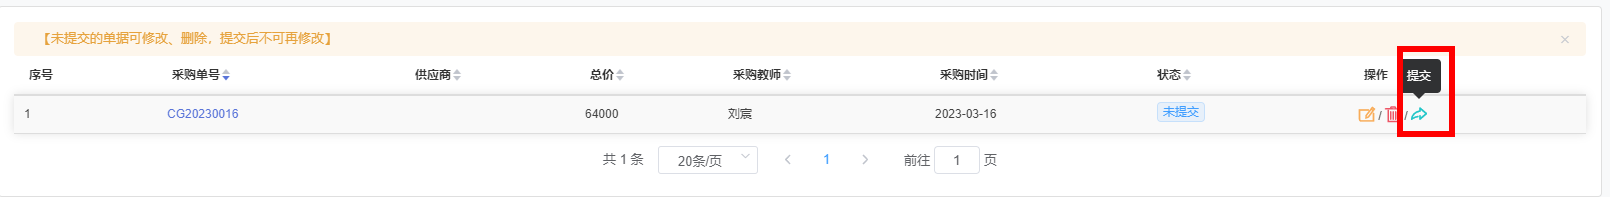 【未提交的单据可修改、删除，提交后不可再修改】
序号 采购单号 供应商 总价 采购教师 采购时间 状态 操作 提交
1 CG20230016 64000 刘宸 2023-03-16 未提交 / /
共 1 条 20条/页 1 前往 1 页